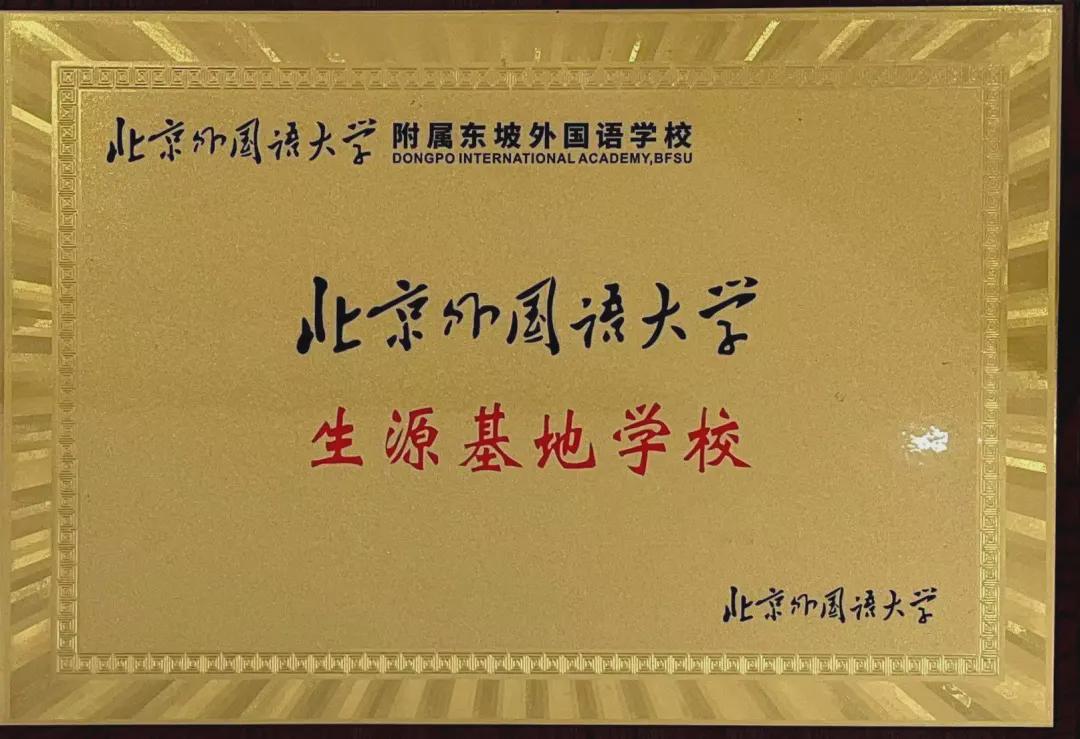 北京外国语大学 附属东坡外国语学校
DONGPO INTERNATIONAL ACADEMY,BFSU
北京外国语大学
生源基地学校
北京外国语大学